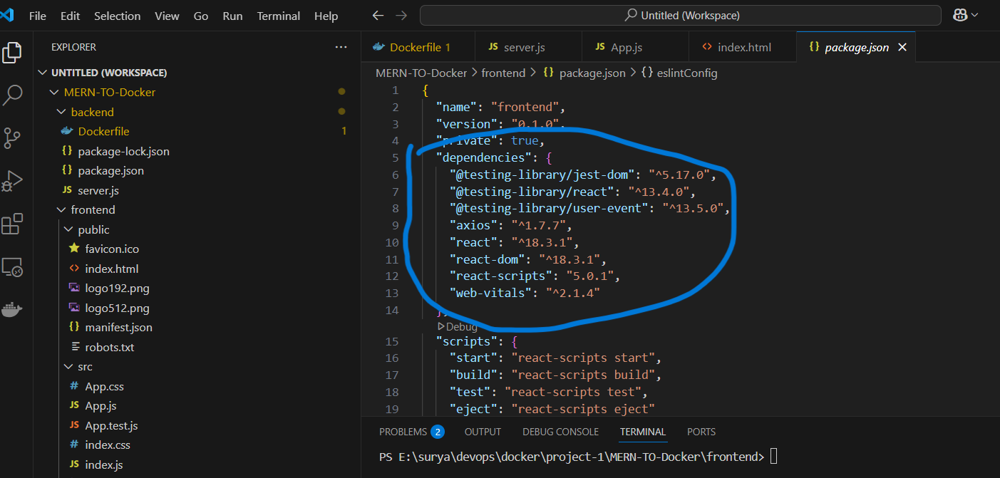 File Edit Selection View Go Run Terminal Help
Untitled (Workspace)
EXPLORER
UNTITLED (WORKSPACE)
MERN-TO-Docker
backend
Dockerfile 1
package-lock.json
package.json
server.js
frontend
public
favicon.ico
index.html
logo192.png
logo512.png
manifest.json
robots.txt
src
App.css
App.js
App.test.js
index.css
index.js
Dockerfile 1 server.js App.js index.html package.json
MERN-TO-Docker > frontend > {} package.json > {} eslintConfig
1 {
2 "name": "frontend",
3 "version": "0.1.0",
4 "private": true,
5 "dependencies": {
6 "@testing-library/jest-dom": "^5.17.0",
7 "@testing-library/react": "^13.4.0",
8 "@testing-library/user-event": "^13.5.0",
9 "axios": "^1.7.7",
10 "react": "^18.3.1",
11 "react-dom": "^18.3.1",
12 "react-scripts": "5.0.1",
13 "web-vitals": "^2.1.4"
14 },
Debug
15 "scripts": {
16 "start": "react-scripts start",
17 "build": "react-scripts build",
18 "test": "react-scripts test",
19 "eject": "react-scripts eject"
PROBLEMS 2 OUTPUT DEBUG CONSOLE TERMINAL PORTS
PS E:\surya\devops\docker\project-1\MERN-TO-Docker\frontend>